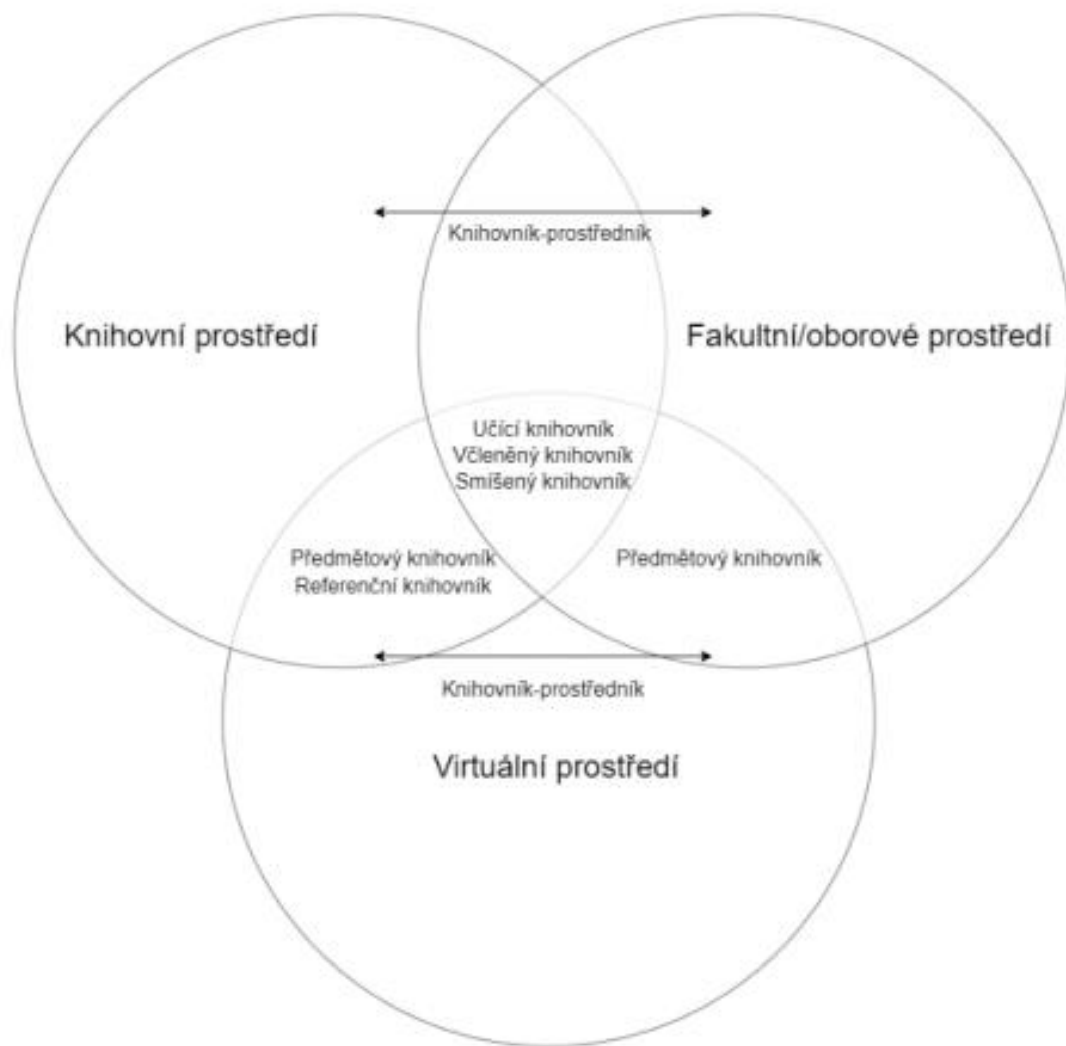 Knihovník-prostředník
Knihovní prostředí
Fakultní/oborové prostředí
Učící knihovník
Včleněný knihovník
Smíšený knihovník
Předmětový knihovník
Referenční knihovník
Předmětový knihovník
Knihovník-prostředník
Virtuální prostředí